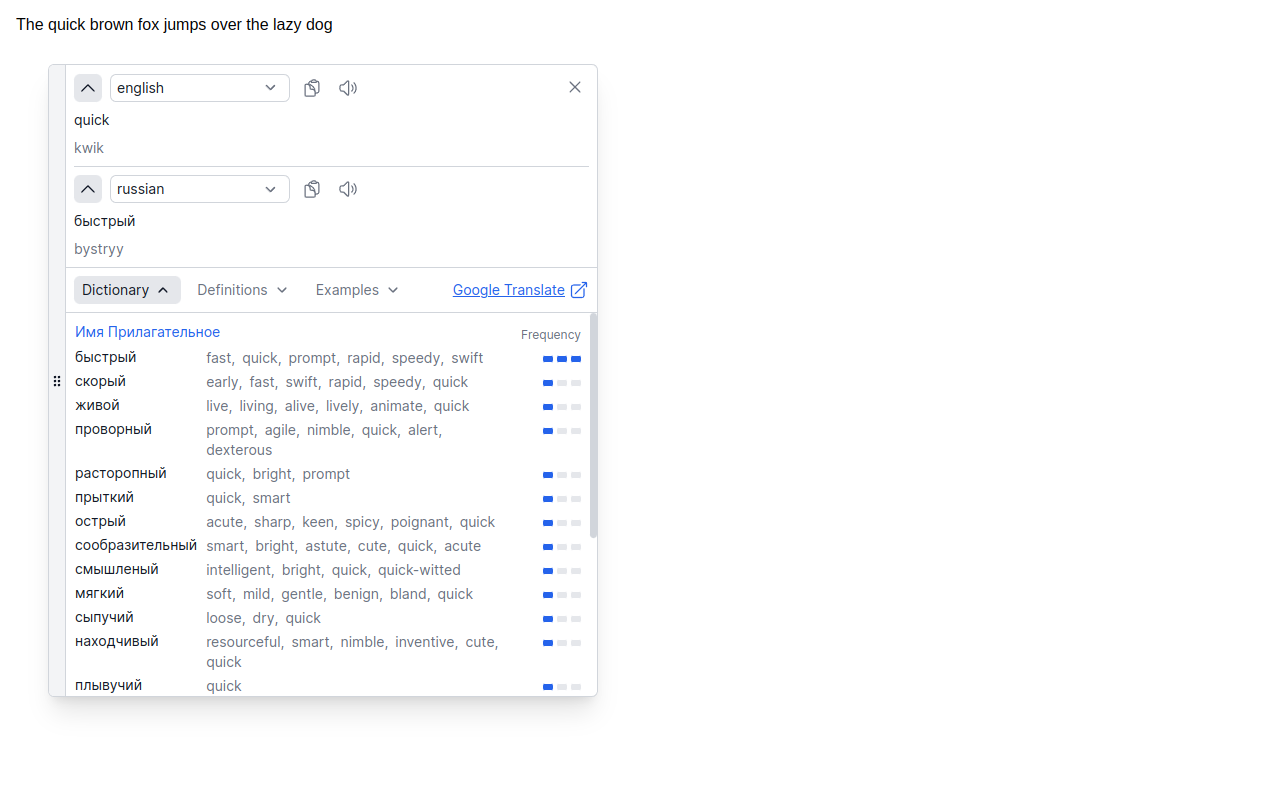 The quick brown fox jumps over the lazy dog
english
quick
kwik
russian
быстрый
bystryy
Dictionary Definitions Examples Google Translate
Имя Прилагательное Frequency
быстрый fast, quick, prompt, rapid, speedy, swift
скорый early, fast, swift, rapid, speedy, quick
живой live, living, alive, lively, animate, quick
проворный prompt, agile, nimble, quick, alert,
dexterous
расторопный quick, bright, prompt
прыткий quick, smart
острый acute, sharp, keen, spicy, poignant, quick
сообразительный smart, bright, astute, cute, quick, acute
смышленый intelligent, bright, quick, quick-witted
мягкий soft, mild, gentle, benign, bland, quick
сыпучий loose, dry, quick
находчивый resourceful, smart, nimble, inventive, cute,
quick
плывучий quick